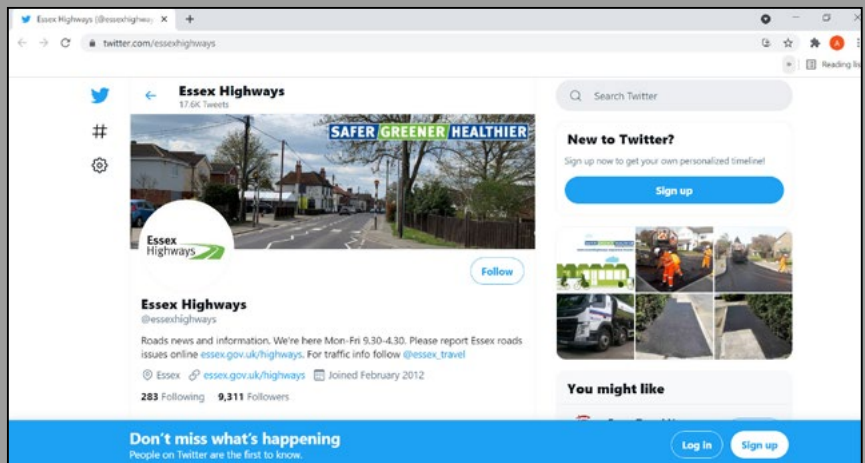 Essex Highways (@essexhighway
twitter.com/essexhighways
Reading lis
Essex Highways
17.6K Tweets
Search Twitter
SAFER GREENER HEALTHIER
New to Twitter?
Sign up now to get your own personalized timeline!
Sign up
Essex
Highways
Follow
Essex Highways
@essexhighways
Roads news and information. We're here Mon-Fri 9.30-4.30. Please report Essex roads
issues online essex.gov.uk/highways. For traffic info follow @essex_travel
Essex essex.gov.uk/highways Joined February 2012
283 Following 9,311 Followers
You might like
Don't miss what's happening
People on Twitter are the first to know.
Log in
Sign up